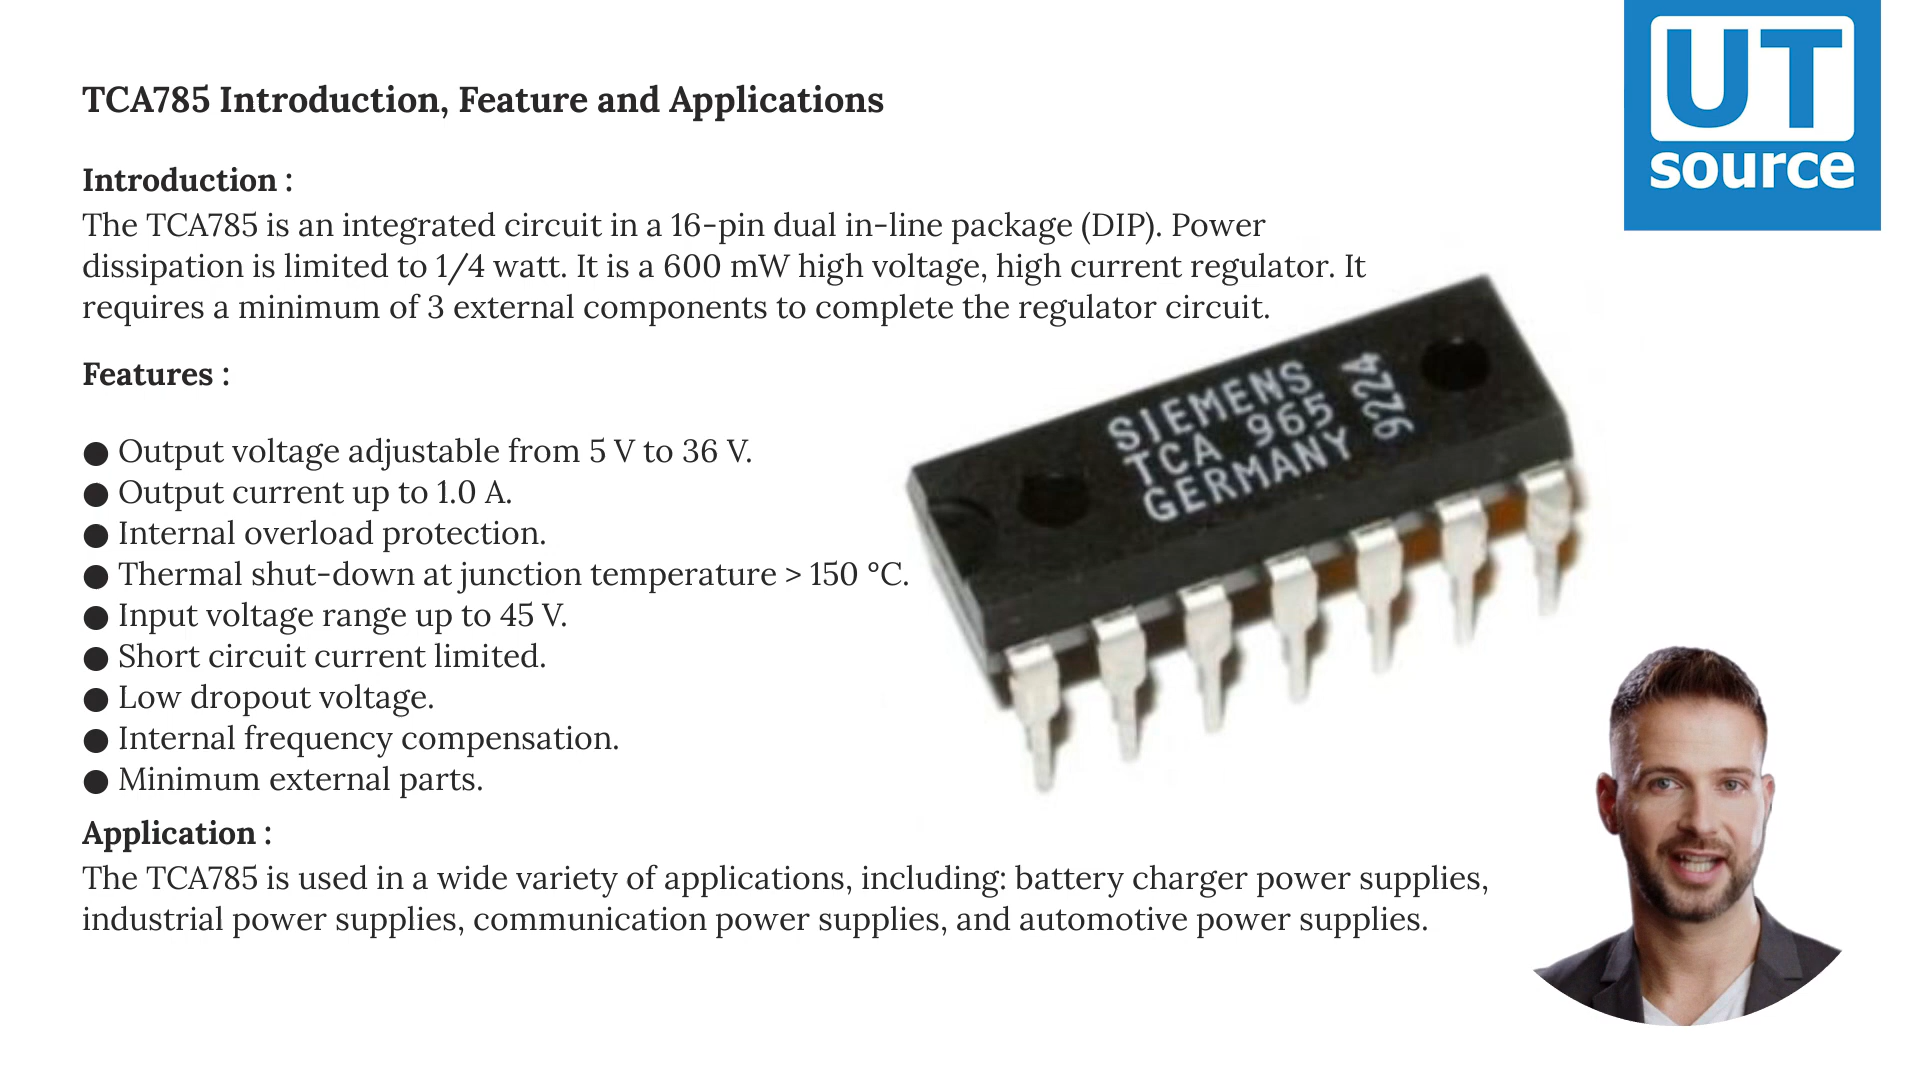 UT
source
TCA785 Introduction, Feature and Applications
Introduction :
The TCA785 is an integrated circuit in a 16-pin dual in-line package (DIP). Power
dissipation is limited to 1/4 watt. It is a 600 mW high voltage, high current regulator. It
requires a minimum of 3 external components to complete the regulator circuit.
Features :
● Output voltage adjustable from 5 V to 36 V.
● Output current up to 1.0 A.
● Internal overload protection.
● Thermal shut-down at junction temperature > 150 °C.
● Input voltage range up to 45 V.
● Short circuit current limited.
● Low dropout voltage.
● Internal frequency compensation.
● Minimum external parts.
SIEMENS
TCA 965
GERMANY
9224
Application :
The TCA785 is used in a wide variety of applications, including: battery charger power supplies,
industrial power supplies, communication power supplies, and automotive power supplies.